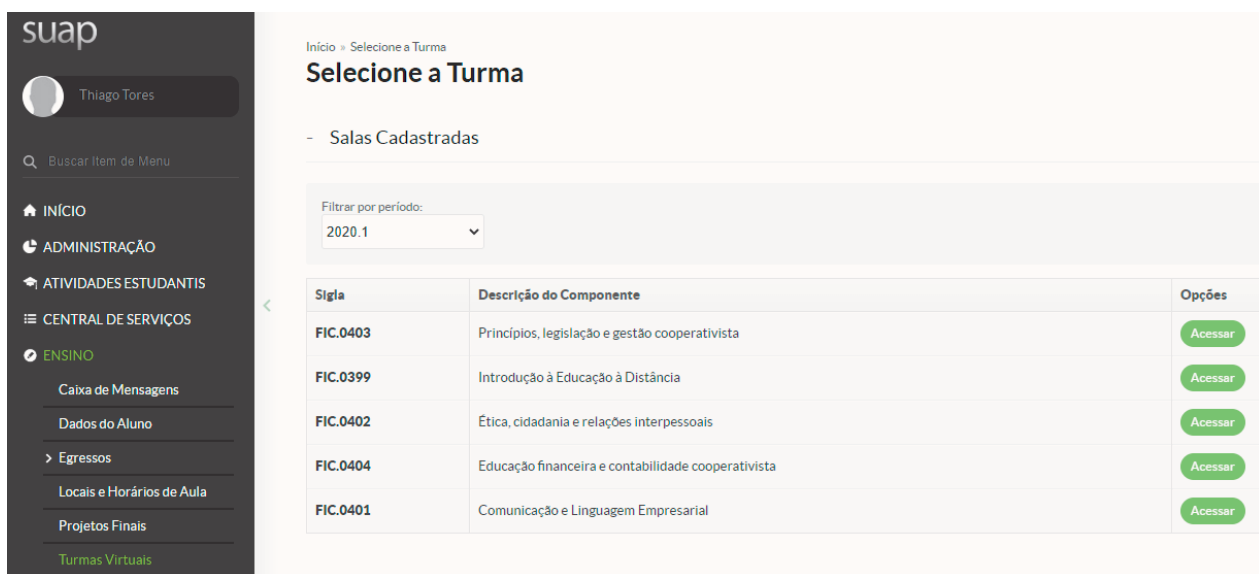 suap
Thiago Tores
Buscar Item de Menu
INÍCIO
ADMINISTRAÇÃO
ATIVIDADES ESTUDANTIS
CENTRAL DE SERVIÇOS
ENSINO
Caixa de Mensagens
Dados do Aluno
> Egressos
Locais e Horários de Aula
Projetos Finais
Turmas Virtuais
Início » Selecione a Turma
Selecione a Turma
- Salas Cadastradas
Filtrar por período:
2020.1
Sigla Descrição do Componente Opções
FIC.0403 Princípios, legislação e gestão cooperativista Acessar
FIC.0399 Introdução à Educação à Distância Acessar
FIC.0402 Ética, cidadania e relações interpessoais Acessar
FIC.0404 Educação financeira e contabilidade cooperativista Acessar
FIC.0401 Comunicação e Linguagem Empresarial Acessar